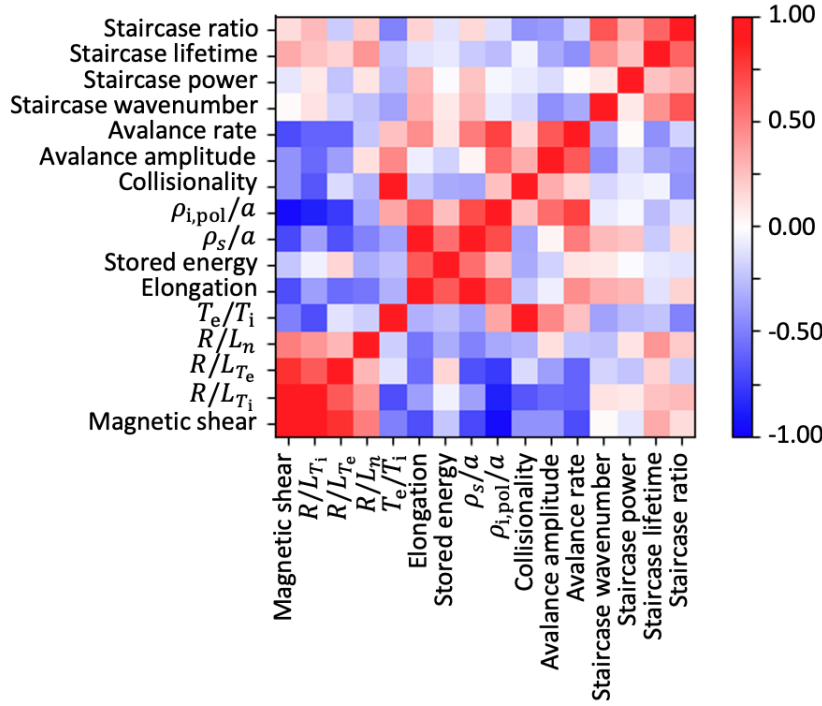 Staircase ratio
Staircase lifetime
Staircase power
Staircase wavenumber
Avalance rate
Avalance amplitude
Collisionality
ρi,pol/a
ρs/a
Stored energy
Elongation
Te/Ti
R/Ln
R/LTe
R/LTi
Magnetic shear
1.00
0.50
0.00
-0.50
-1.00
Magnetic shear
R/LTi
R/LTe
R/Ln
Te/Ti
Elongation
Stored energy
ρs/a
ρi,pol/a
Collisionality
Avalance amplitude
Avalance rate
Staircase wavenumber
Staircase power
Staircase lifetime
Staircase ratio